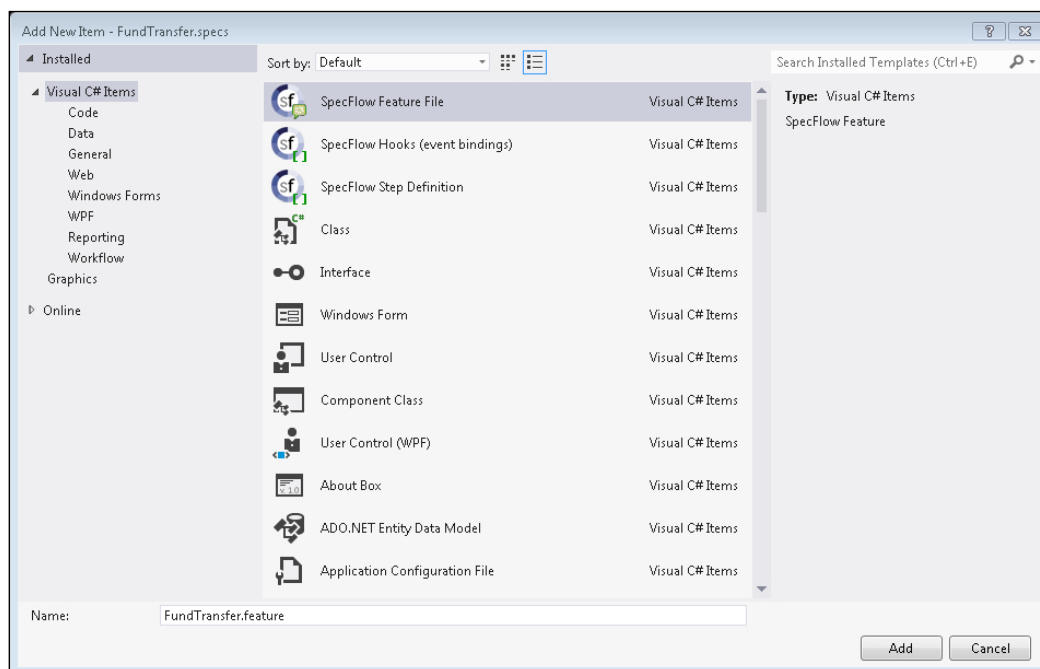 Add New Item - FundTransfer.specs
Installed
Visual C# Items
Code
Data
General
Web
Windows Forms
WPF
Reporting
Workflow
Graphics
Online
Sort by: Default
SpecFlow Feature File Visual C# Items
SpecFlow Hooks (event bindings) Visual C# Items
SpecFlow Step Definition Visual C# Items
Class Visual C# Items
Interface Visual C# Items
Windows Form Visual C# Items
User Control Visual C# Items
Component Class Visual C# Items
User Control (WPF) Visual C# Items
About Box Visual C# Items
ADO.NET Entity Data Model Visual C# Items
Application Configuration File Visual C# Items
Search Installed Templates (Ctrl+E)
Type: Visual C# Items
SpecFlow Feature
Name: FundTransfer.feature
Add Cancel